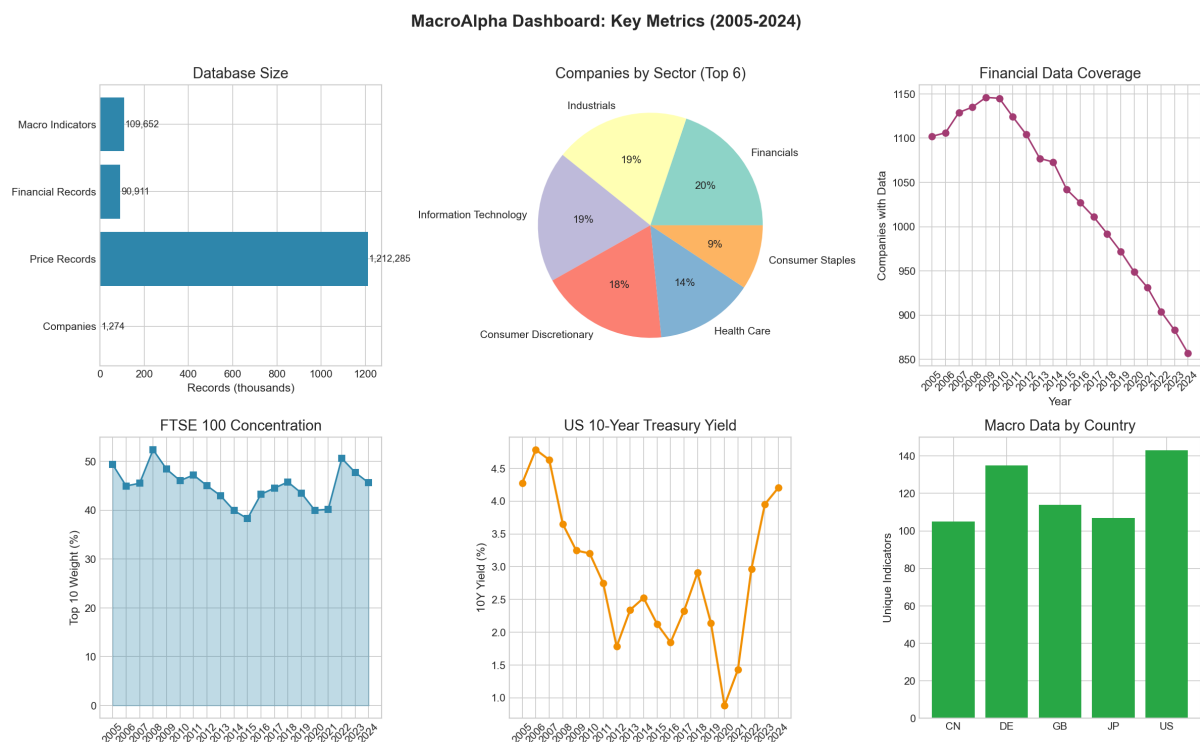 MacroAlpha Dashboard: Key Metrics (2005-2024)
Database Size
Macro Indicators
109,652
Financial Records
90,911
Price Records
1,212,285
Companies
1,274
0 200 400 600 800 1000 1200
Records (thousands)
Companies by Sector (Top 6)
Industrials
Financials
19%
20%
Information Technology
19%
9%
Consumer Staples
18%
14%
Consumer Discretionary
Health Care
Financial Data Coverage
Companies with Data
1150
1100
1050
1000
950
900
850
2005 2006 2007 2008 2009 2010 2011 2012 2013 2014 2015 2016 2017 2018 2019 2020 2021 2022 2023 2024
Year
FTSE 100 Concentration
Top 10 Weight (%)
50
40
30
20
10
0
2005 2006 2007 2008 2009 2010 2011 2012 2013 2014 2015 2016 2017 2018 2019 2020 2021 2022 2023 2024
US 10-Year Treasury Yield
10Y Yield (%)
4.5
4.0
3.5
3.0
2.5
2.0
1.5
1.0
2005 2006 2007 2008 2009 2010 2011 2012 2013 2014 2015 2016 2017 2018 2019 2020 2021 2022 2023 2024
Macro Data by Country
Unique Indicators
140
120
100
80
60
40
20
0
CN DE GB JP US